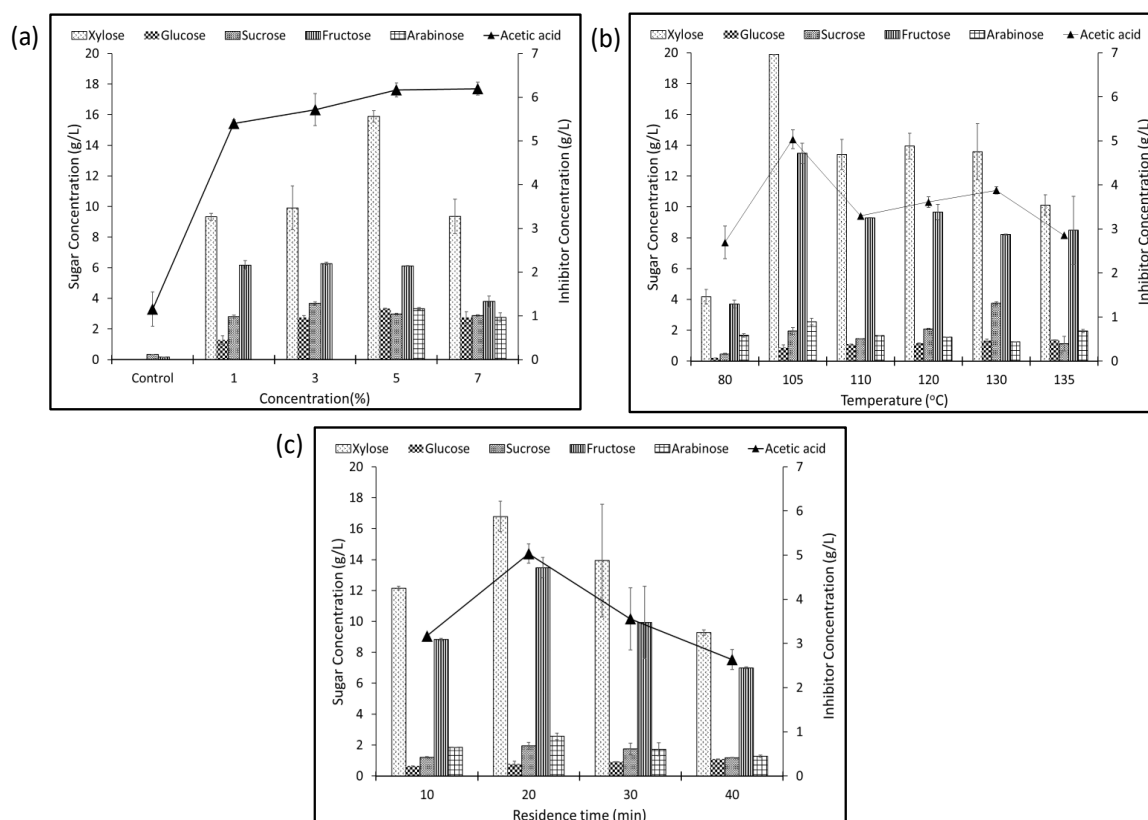 (a)
Xylose Glucose Sucrose Fructose Arabinose Acetic acid
20 18 16 14 12 10 8 6 4 2 0
Sugar Concentration (g/L)
7 6 5 4 3 2 1 0
Inhibitor Concentration (g/L)
Control 1 3 5 7
Concentration(%)
(b)
Xylose Glucose Sucrose Fructose Arabinose Acetic acid
20 18 16 14 12 10 8 6 4 2 0
Sugar Concentration (g/L)
7 6 5 4 3 2 1 0
Inhibitor Concentration (g/L)
80 105 110 120 130 135
Temperature (°C)
(c)
Xylose Glucose Sucrose Fructose Arabinose Acetic acid
20 18 16 14 12 10 8 6 4 2 0
Sugar Concentration (g/L)
7 6 5 4 3 2 1 0
Inhibitor Concentration (g/L)
10 20 30 40
Residence time (min)